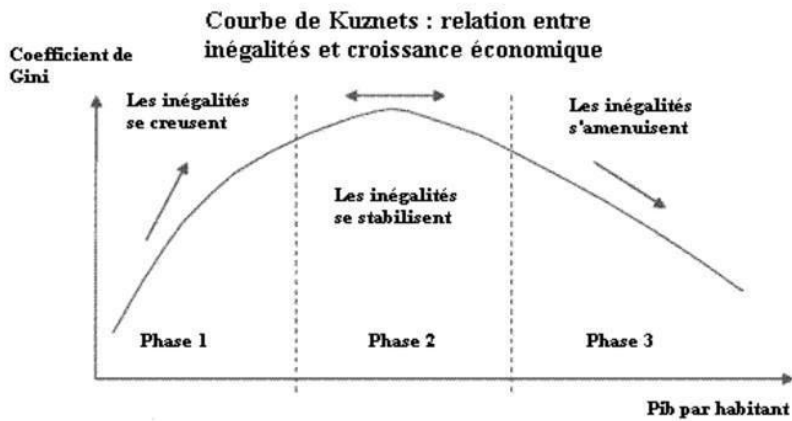 Courbe de Kuznets : relation entre
inégalités et croissance économique
Coefficient de
Gini
Les inégalités
se creusent
Les inégalités
s'amenuisent
Les inégalités
se stabilisent
Phase 1
Phase 2
Phase 3
Pib par habitant